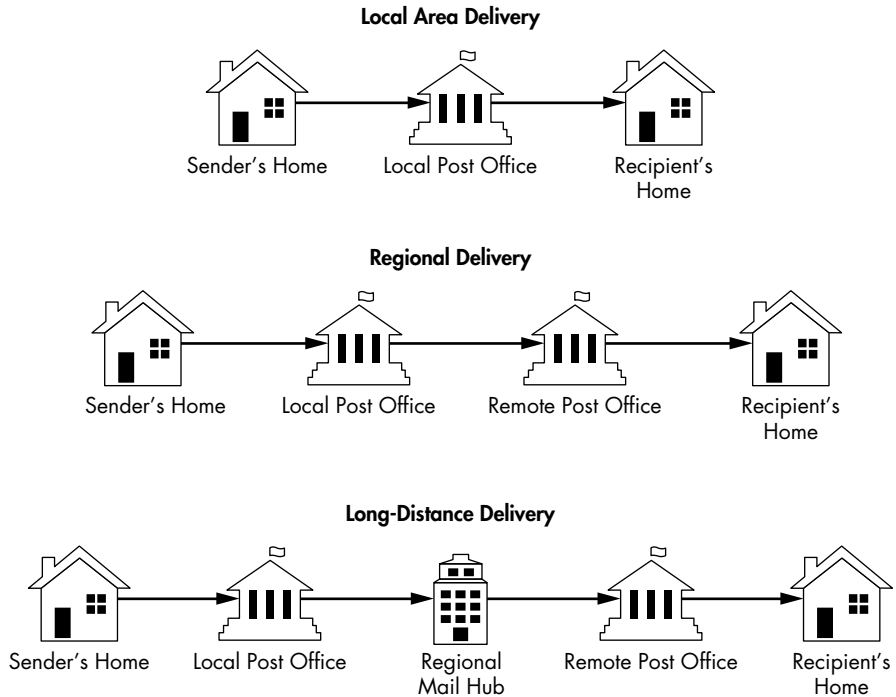 Local Area Delivery
Sender's Home
Local Post Office
Recipient's
Home
Regional Delivery
Sender's Home
Local Post Office
Remote Post Office
Recipient's
Home
Long-Distance Delivery
Sender's Home
Local Post Office
Regional
Mail Hub
Remote Post Office
Recipient's
Home